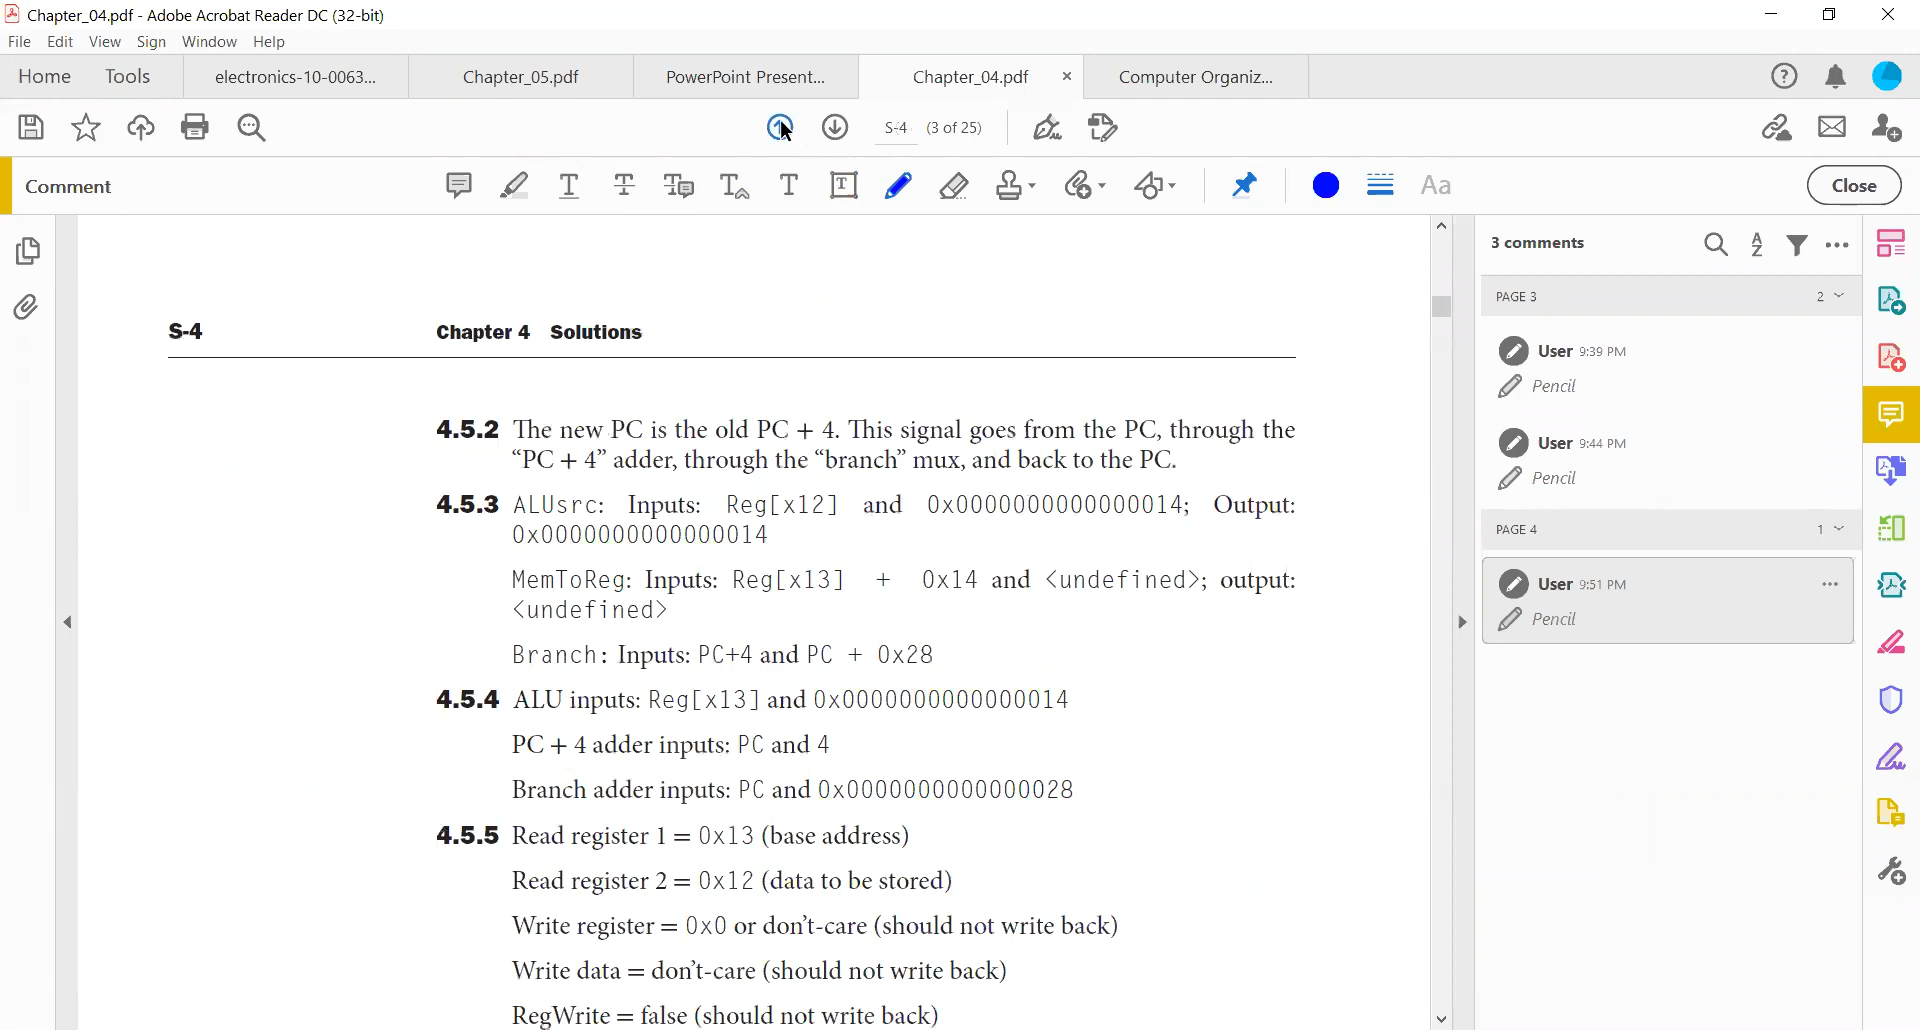 Chapter_04.pdf - Adobe Acrobat Reader DC (32-bit)
File Edit View Sign Window Help
Home Tools electronics-10-0063... Chapter_05.pdf PowerPoint Present... Chapter_04.pdf × Computer Organiz...
S-4 (3 of 25)
Comment Close
3 comments
PAGE 3 2
User 9:39 PM
Pencil
User 9:44 PM
Pencil
PAGE 4 1
User 9:51 PM
Pencil
S-4 Chapter 4 Solutions
4.5.2 The new PC is the old PC + 4. This signal goes from the PC, through the
“PC + 4” adder, through the “branch” mux, and back to the PC.
4.5.3 ALUsrc: Inputs: Reg[x12] and 0x0000000000000014; Output:
0x0000000000000014
MemToReg: Inputs: Reg[x13] + 0x14 and <undefined>; output:
<undefined>
Branch: Inputs: PC+4 and PC + 0x28
4.5.4 ALU inputs: Reg[x13] and 0x0000000000000014
PC + 4 adder inputs: PC and 4
Branch adder inputs: PC and 0x0000000000000028
4.5.5 Read register 1 = 0x13 (base address)
Read register 2 = 0x12 (data to be stored)
Write register = 0x0 or don’t-care (should not write back)
Write data = don’t-care (should not write back)
RegWrite = false (should not write back)